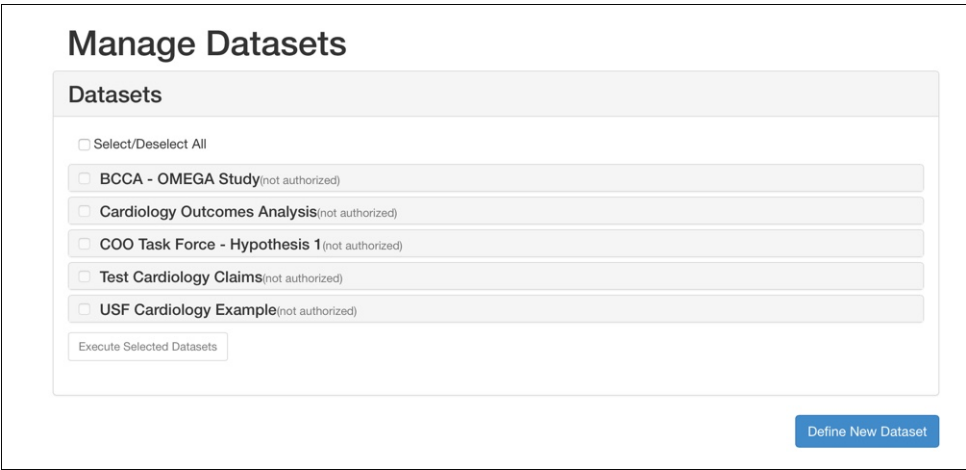 Manage Datasets
Datasets
Select/Deselect All
BCCA - OMEGA Study(not authorized)
Cardiology Outcomes Analysis(not authorized)
COO Task Force - Hypothesis 1(not authorized)
Test Cardiology Claims(not authorized)
USF Cardiology Example(not authorized)
Execute Selected Datasets
Define New Dataset